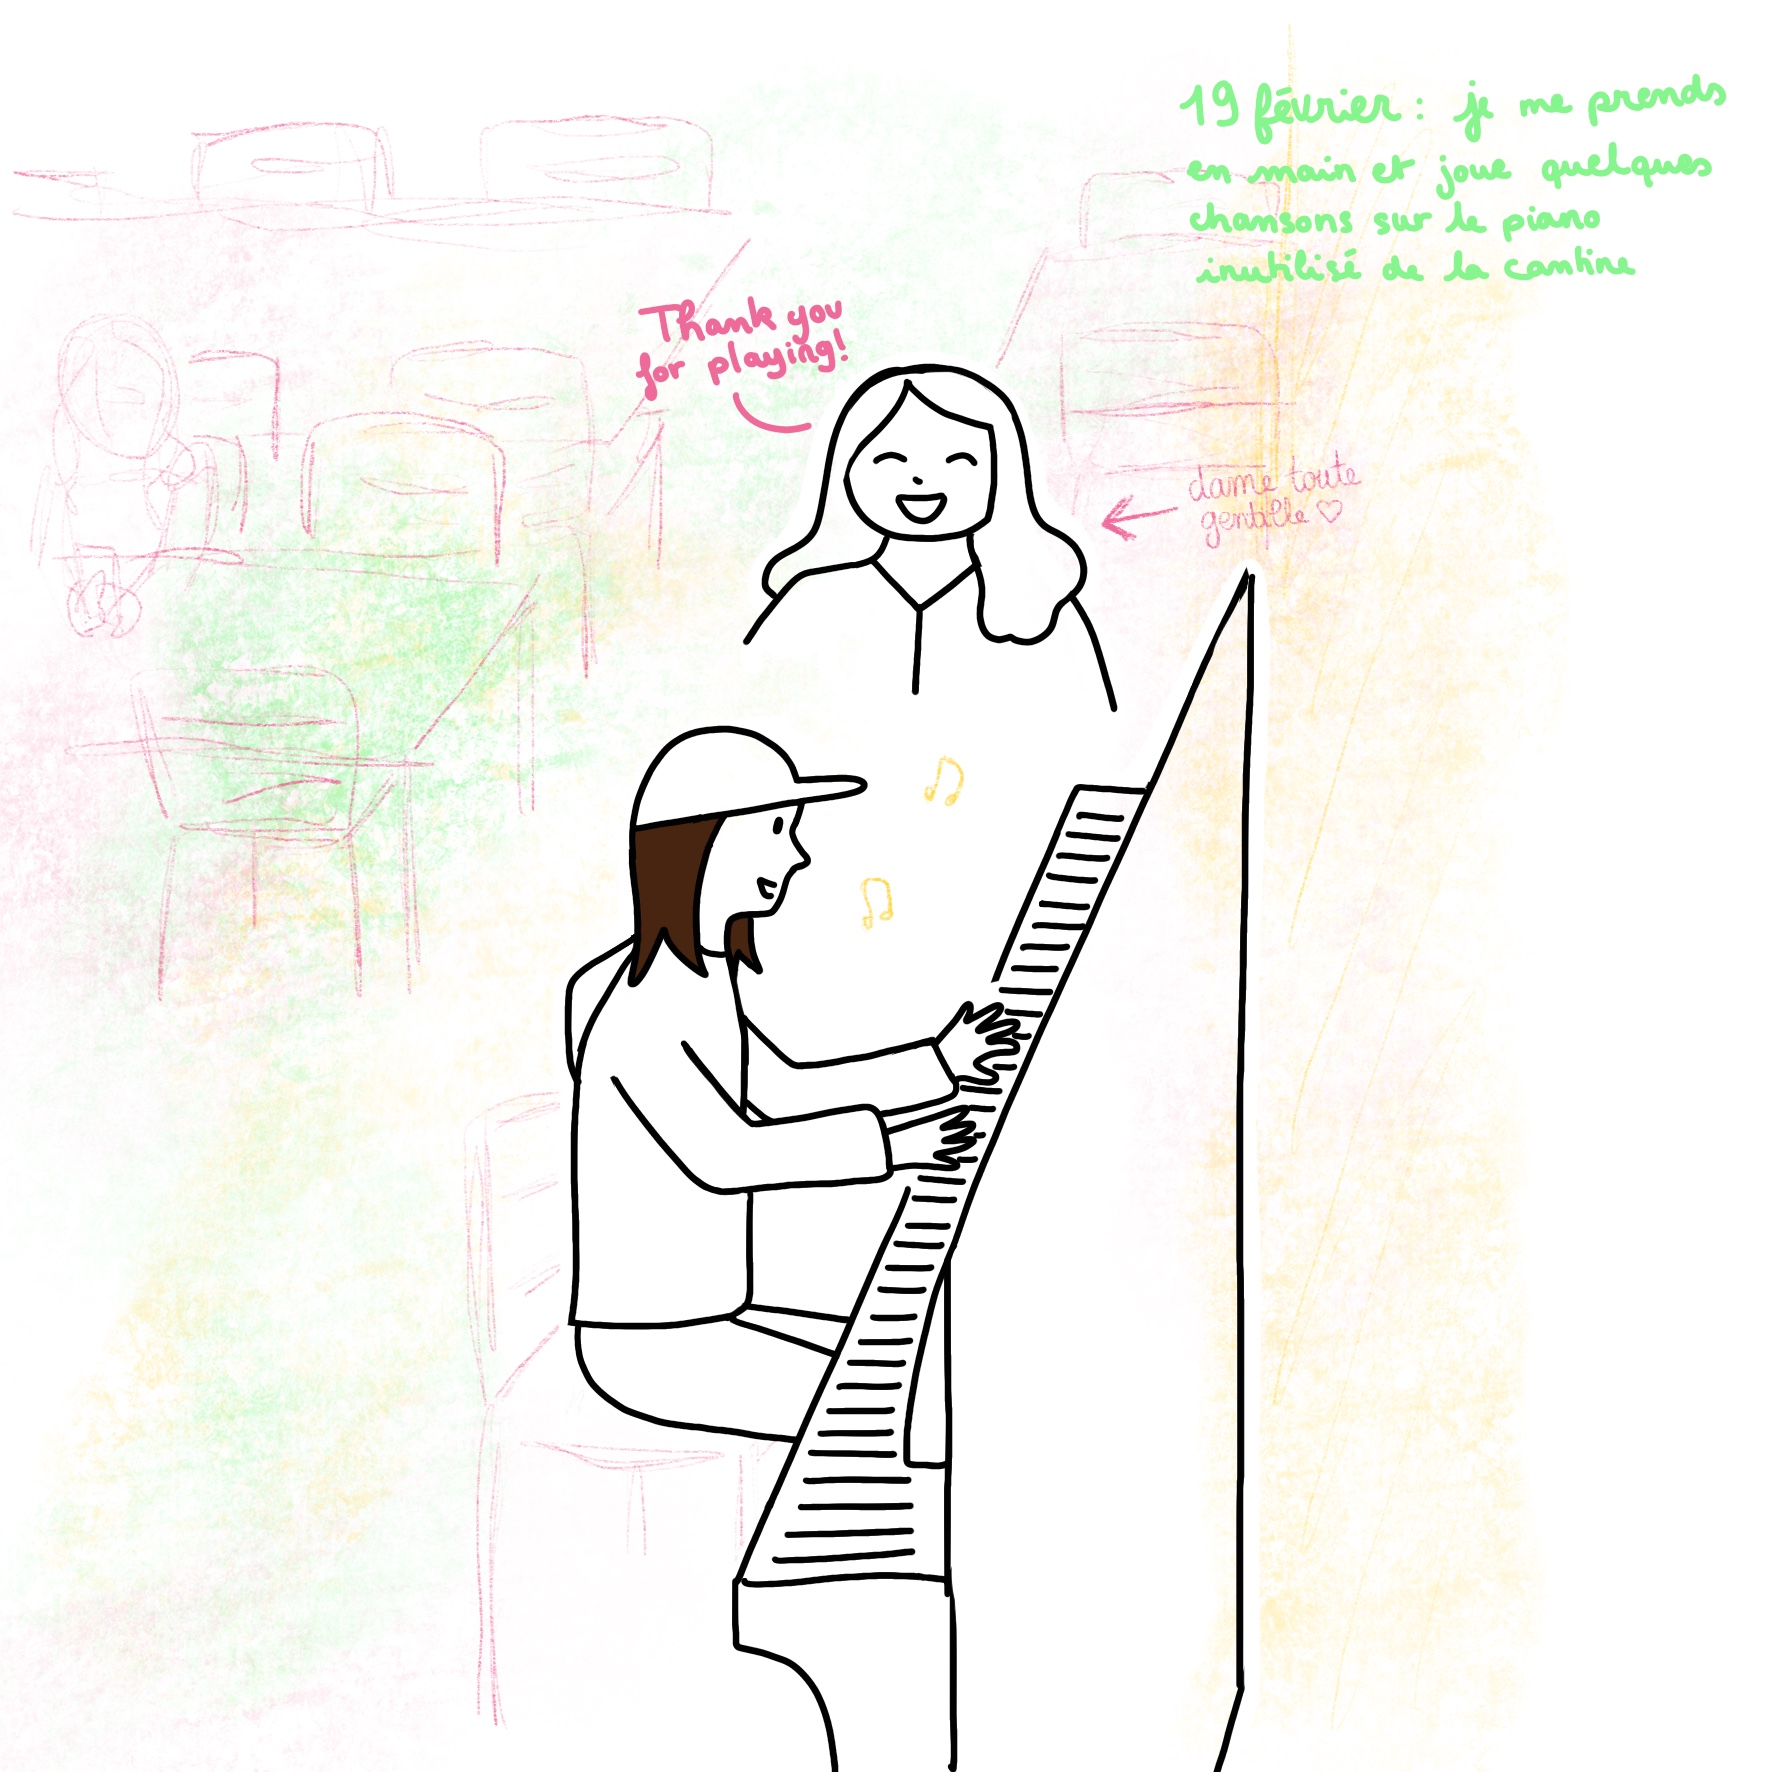 19 février : je me prends
en main et joue quelques
chansons sur le piano
inutilisé de la cantine
Thank you
for playing!
dame toute
gentille ♡